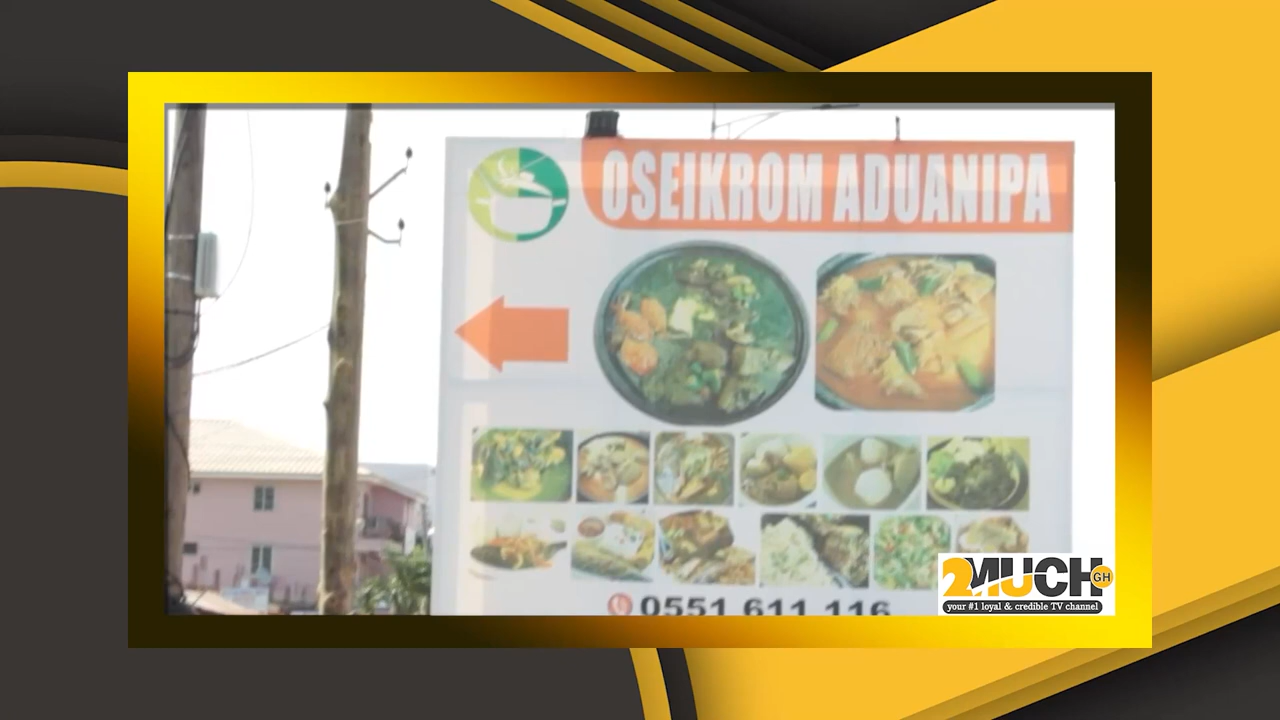 OSEIKROM ADUANIPA
0551 611 116
2MUCH GH
your #1 loyal & credible TV channel